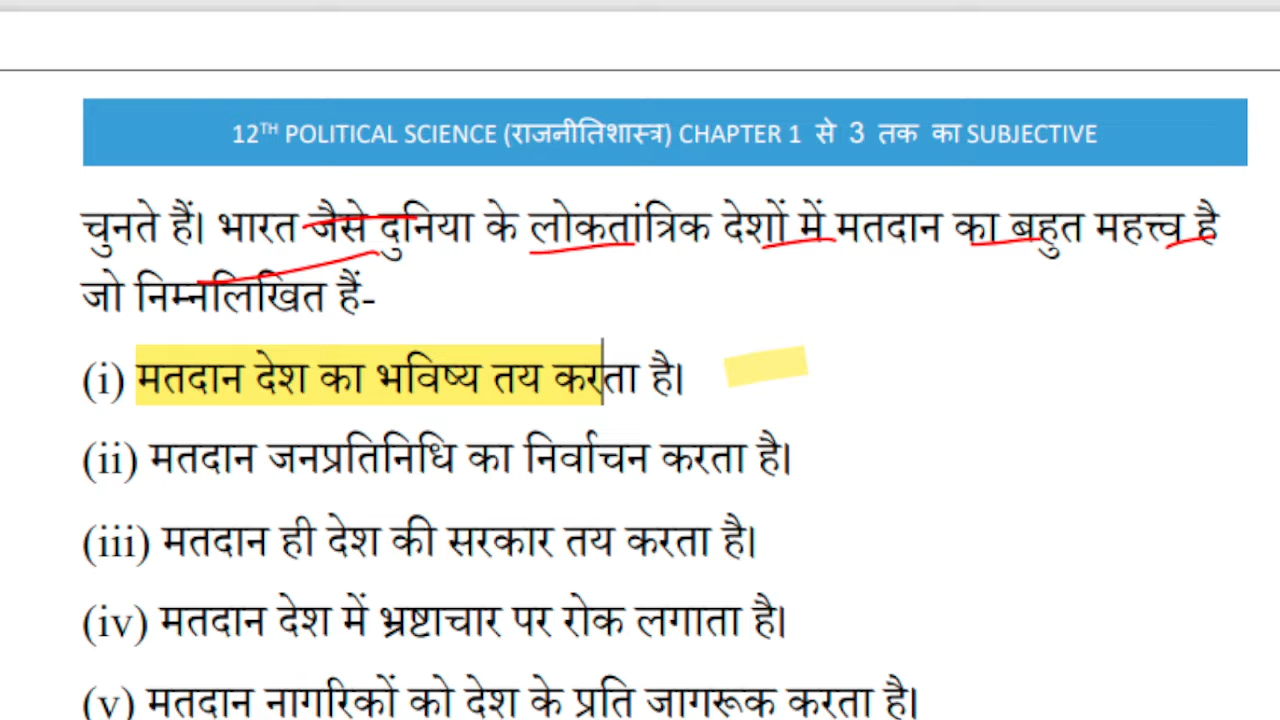 12TH POLITICAL SCIENCE (राजनीतिशास्त्र) CHAPTER 1 से 3 तक का SUBJECTIVE
चुनते हैं। भारत जैसे दुनिया के लोकतांत्रिक देशों में मतदान का बहुत महत्त्व है
जो निम्नलिखित हैं-
(i) मतदान देश का भविष्य तय करता है।
(ii) मतदान जनप्रतिनिधि का निर्वाचन करता है।
(iii) मतदान ही देश की सरकार तय करता है।
(iv) मतदान देश में भ्रष्टाचार पर रोक लगाता है।
(v) मतदान नागरिकों को देश के प्रति जागरूक करता है।